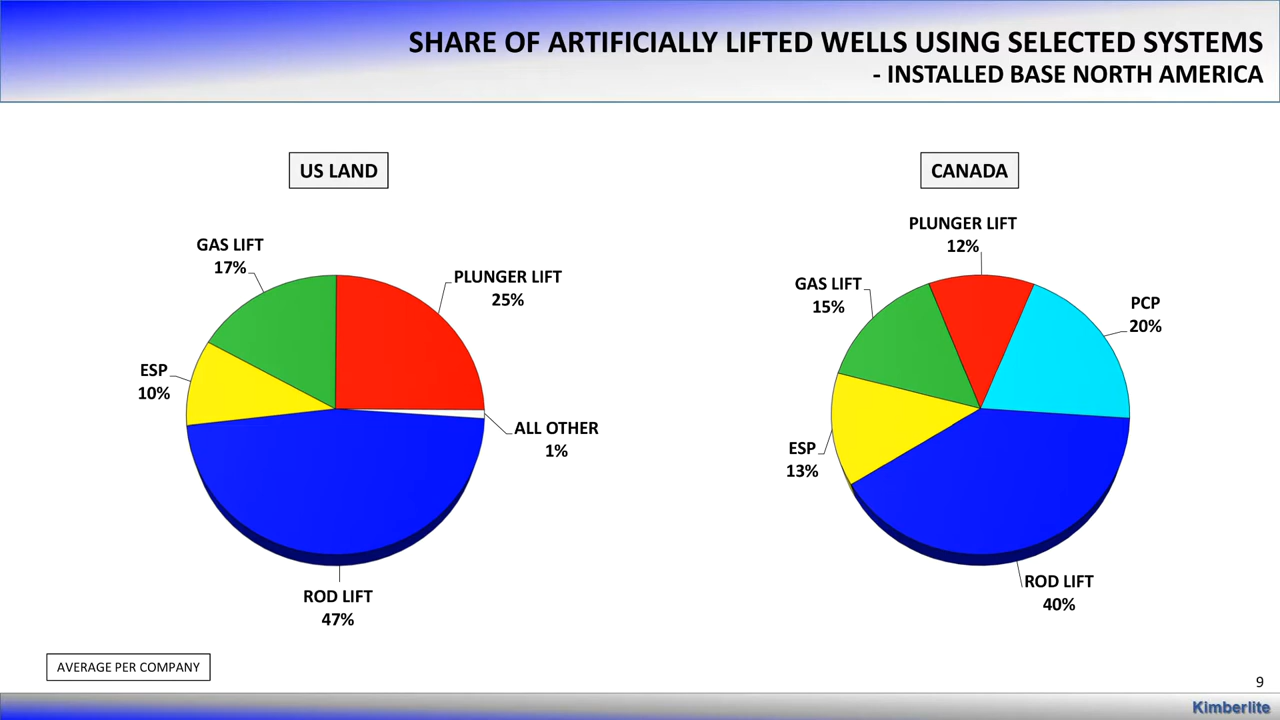 SHARE OF ARTIFICIALLY LIFTED WELLS USING SELECTED SYSTEMS
- INSTALLED BASE NORTH AMERICA
US LAND
GAS LIFT
17%
PLUNGER LIFT
25%
ESP
10%
ALL OTHER
1%
ROD LIFT
47%
CANADA
PLUNGER LIFT
12%
GAS LIFT
15%
PCP
20%
ESP
13%
ROD LIFT
40%
AVERAGE PER COMPANY
9
Kimberlite